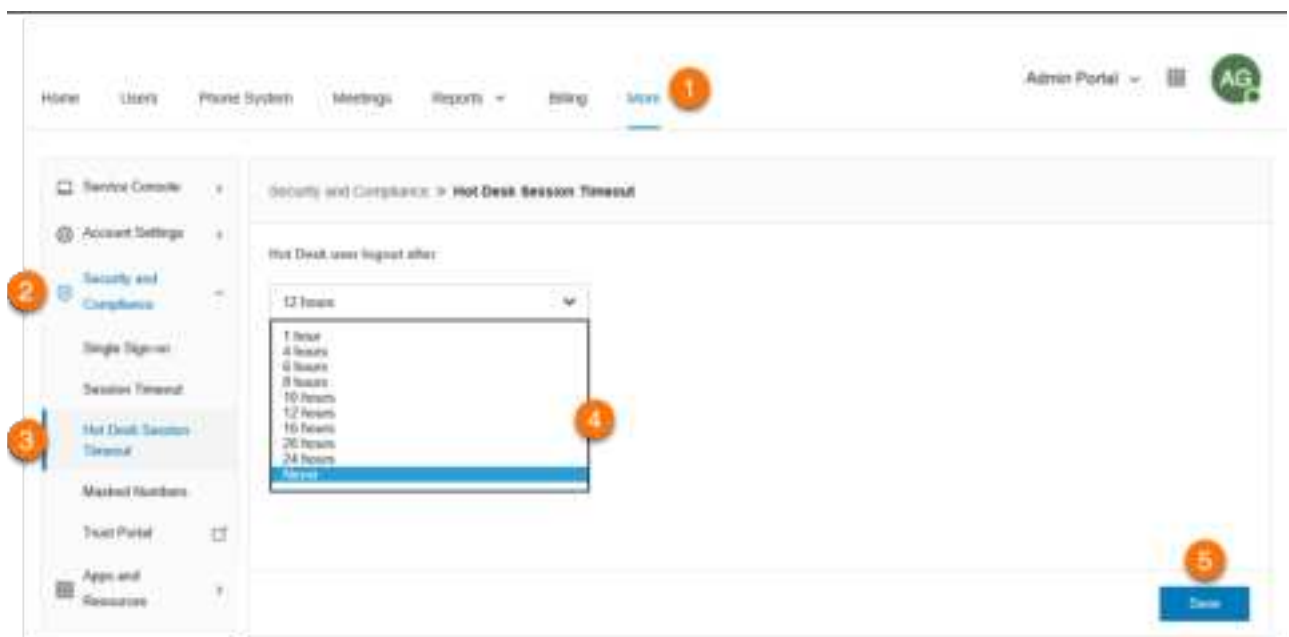 Admin Portal
AG
Home Users Phone System Meetings Reports Billing More 1
Service Console
Security and Compliance > Hot Desk Session Timeout
Account Settings
Hot Desk user logout after
2
Security and
Compliance
12 hours
1 hour
4 hours
6 hours
8 hours
10 hours
12 hours
16 hours
20 hours
24 hours
Never
4
Single Sign-on
Session Timeout
3
Hot Desk Session
Timeout
Masked Numbers
Trust Portal
Apps and
Resources
5
Save